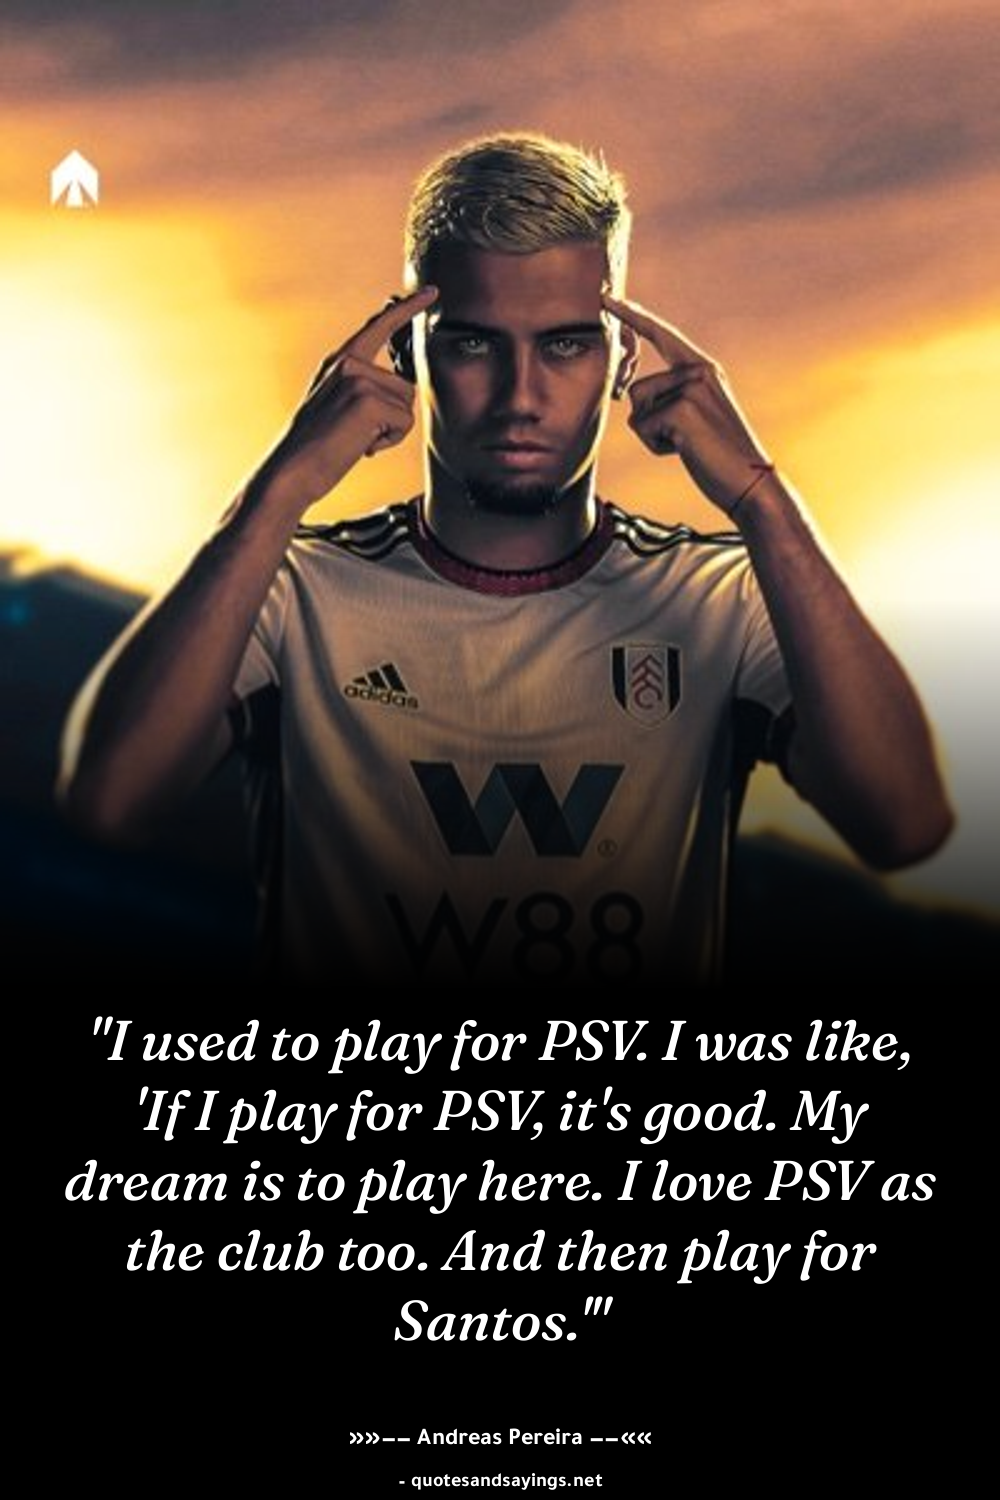 adidas
W88
"I used to play for PSV. I was like,
'If I play for PSV, it's good. My
dream is to play here. I love PSV as
the club too. And then play for
Santos.'"
»»–– Andreas Pereira ––««
- quotesandsayings.net